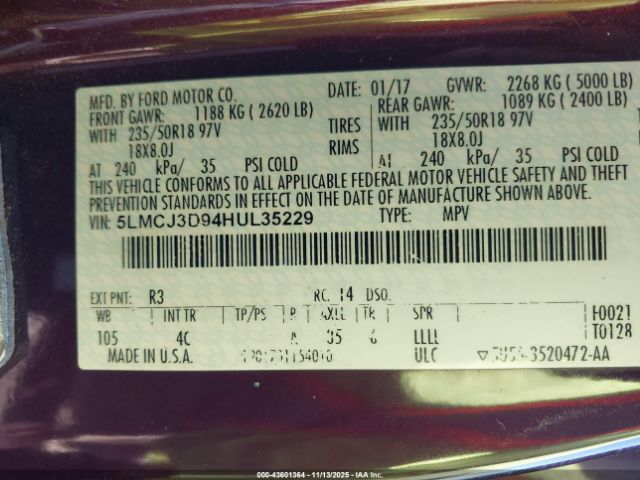 MFD. BY FORD MOTOR CO.
DATE: 01/17 GVWR: 2268 KG ( 5000 LB)
FRONT GAWR: 1188 KG ( 2620 LB)
REAR GAWR: 1089 KG ( 2400 LB)
WITH 235/50R18 97V TIRES WITH 235/50R18 97V
18X8.0J RIMS 18X8.0J
AT 240 kPa/ 35 PSI COLD AT 240 kPa/ 35 PSI COLD
THIS VEHICLE CONFORMS TO ALL APPLICABLE FEDERAL MOTOR VEHICLE SAFETY AND THEFT
PREVENTION STANDARDS IN EFFECT ON THE DATE OF MANUFACTURE SHOWN ABOVE.
VIN: 5LMCJ3D94HUL35229 TYPE: MPV
EXT PNT: R3 RC: 14 DSO:
WB INT TR TP/PS R AXLE TR SPR
105 4C A 35 6 LLLL
T0128
MADE IN U.S.A. ULC
000-43601364 - 11/13/2025 - IAAI Inc.